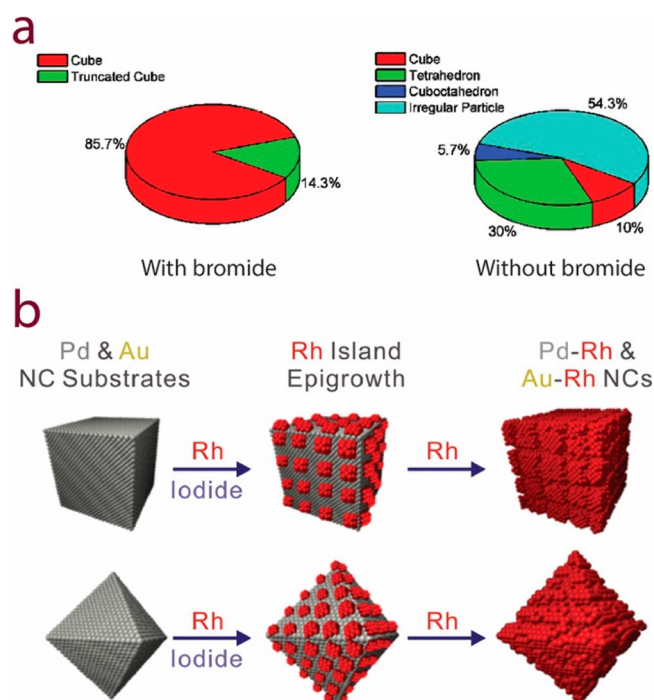 a
Cube
Truncated Cube
85.7%
14.3%
With bromide
Cube
Tetrahedron
Cuboctahedron
Irregular Particle
54.3%
5.7%
30%
10%
Without bromide
b
Pd & Au
NC Substrates
Rh Island
Epigrowth
Pd-Rh &
Au-Rh NCs
Rh
Iodide
Rh
Rh
Iodide
Rh